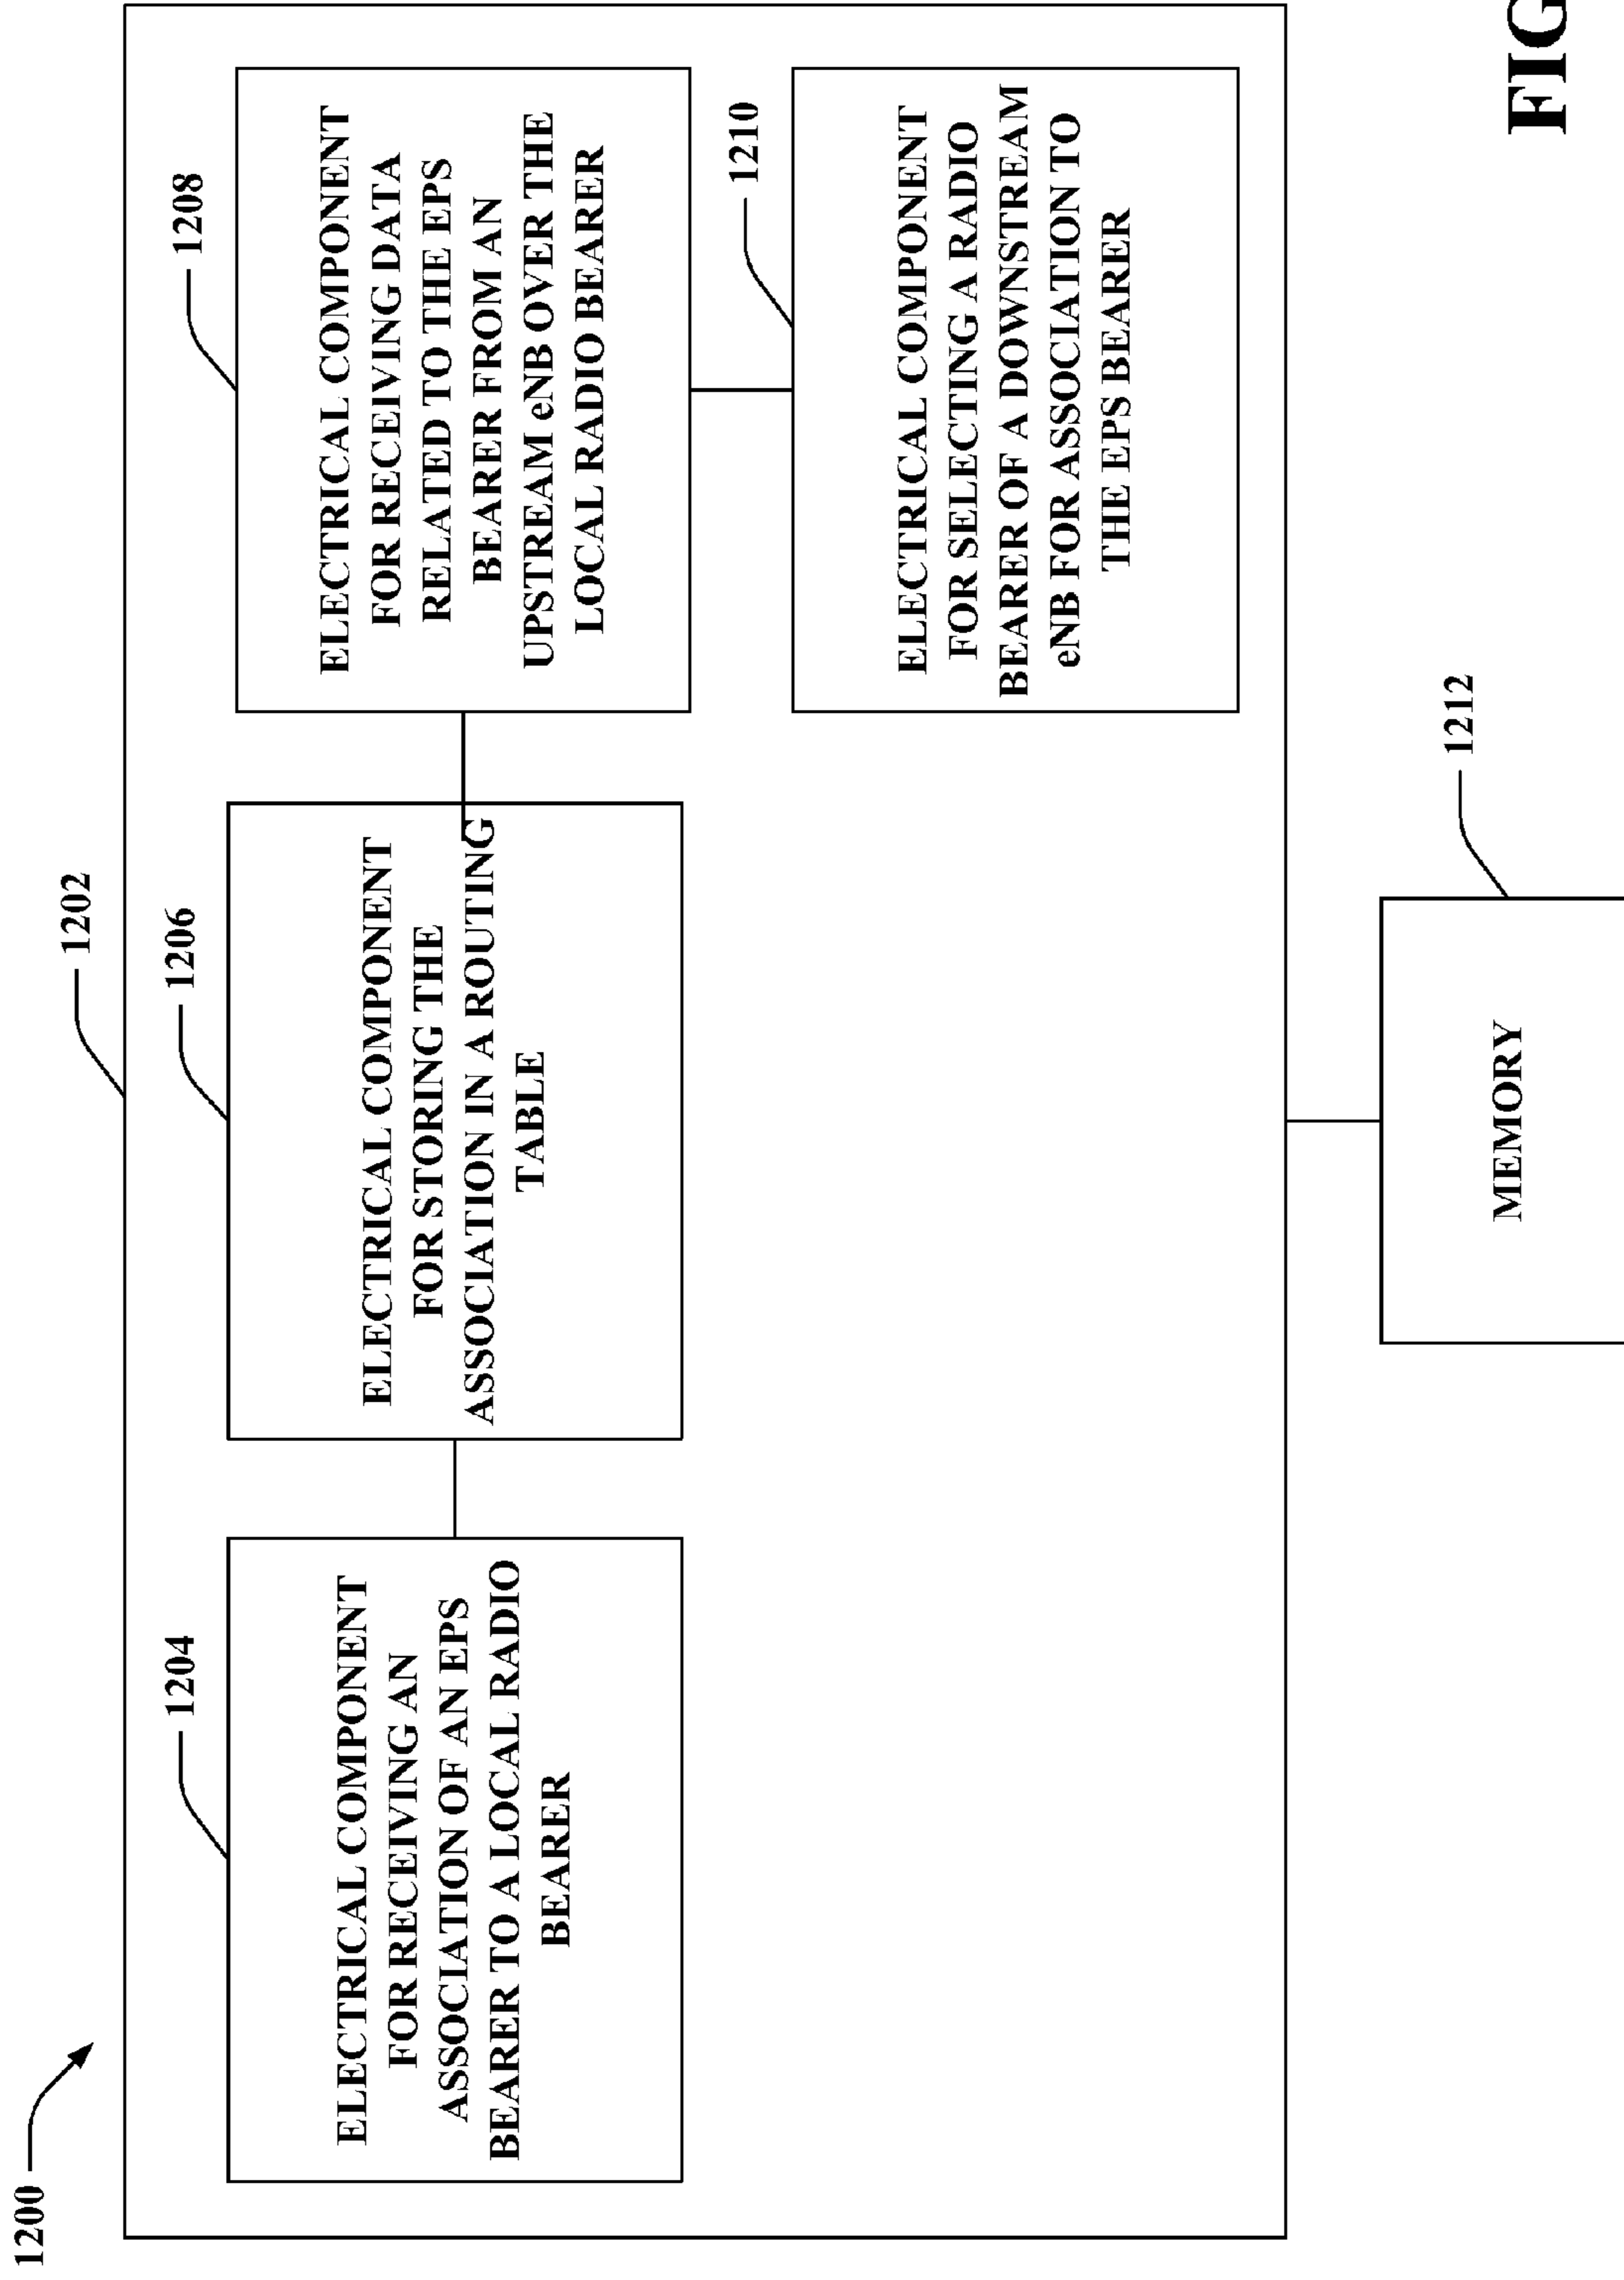 1200
1202
1204
ELECTRICAL COMPONENT
FOR RECEIVING AN
ASSOCIATION OF AN EPS
BEARER TO A LOCAL RADIO
BEARER
1206
ELECTRICAL COMPONENT
FOR STORING THE
ASSOCIATION IN A ROUTING
TABLE
1208
ELECTRICAL COMPONENT
FOR RECEIVING DATA
RELATED TO THE EPS
BEARER FROM AN
UPSTREAM eNB OVER THE
LOCAL RADIO BEARER
1210
ELECTRICAL COMPONENT
FOR SELECTING A RADIO
BEARER OF A DOWNSTREAM
eNB FOR ASSOCIATION TO
THE EPS BEARER
1212
MEMORY
FIG